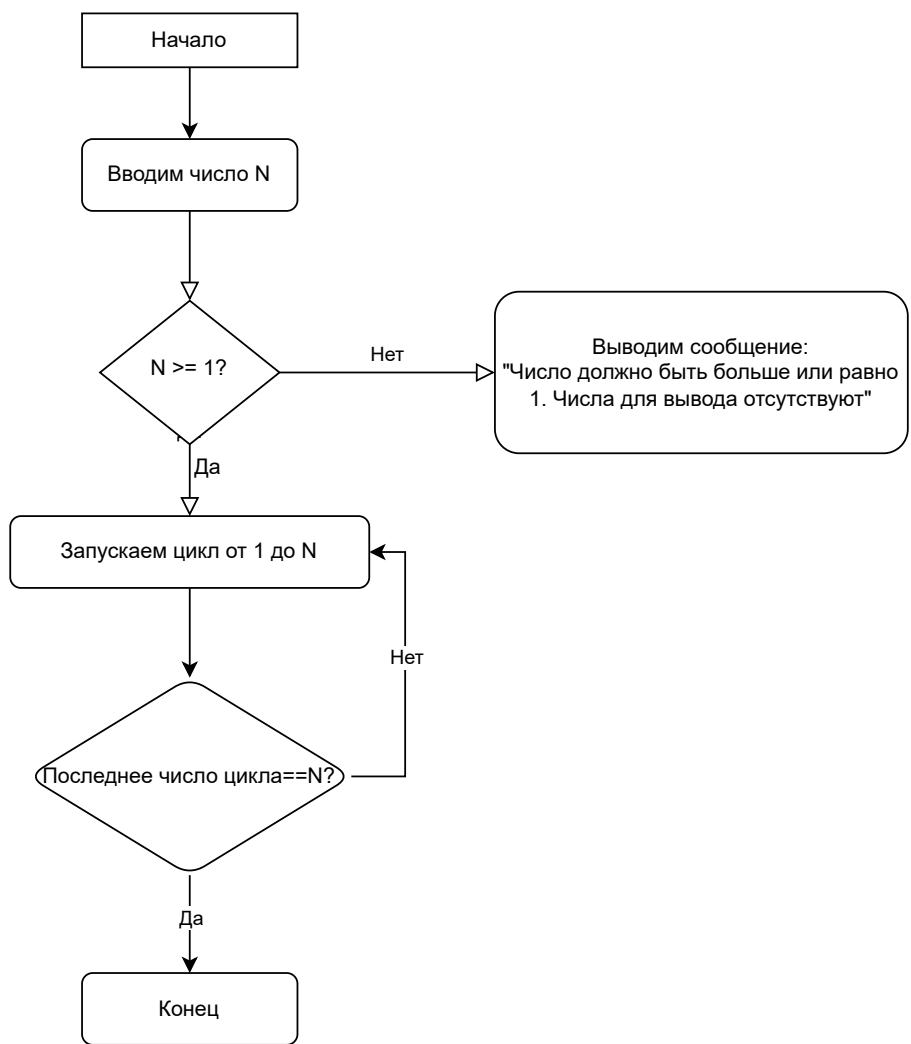 Начало
Вводим число N
N >= 1?
Нет
Выводим сообщение:
"Число должно быть больше или равно
1. Числа для вывода отсутствуют"
Да
Запускаем цикл от 1 до N
Нет
Последнее число цикла==N?
Да
Конец